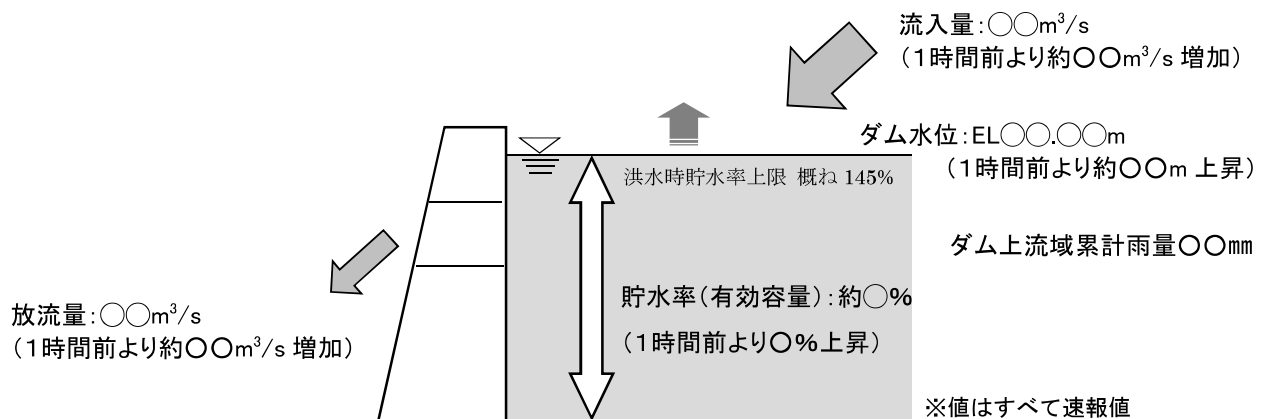 流入量：◯◯m³/s
（１時間前より約〇〇m³/s 増加）
ダム水位：EL◯◯.◯◯m
（１時間前より約〇〇m 上昇）
洪水時貯水率上限 概ね 145%
ダム上流域累計雨量〇〇㎜
貯水率（有効容量）：約◯％
（１時間前より〇％上昇）
放流量：◯◯m³/s
（１時間前より約〇〇m³/s 増加）
※値はすべて速報値